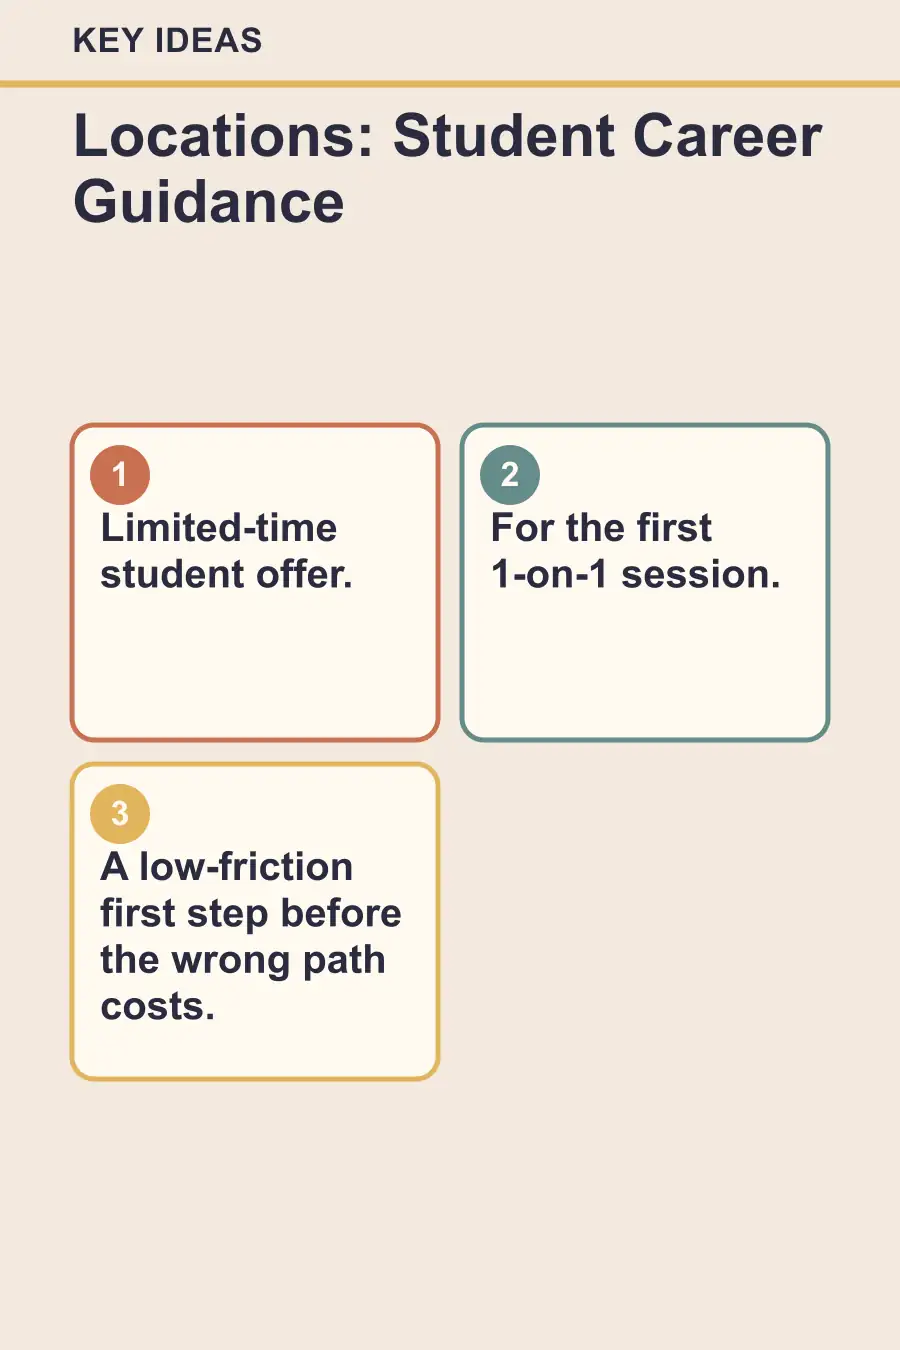 KEY IDEAS
Locations: Student Career
Guidance
1
Limited-time
student offer.
2
For the first
1-on-1 session.
3
A low-friction
first step before
the wrong path
costs.